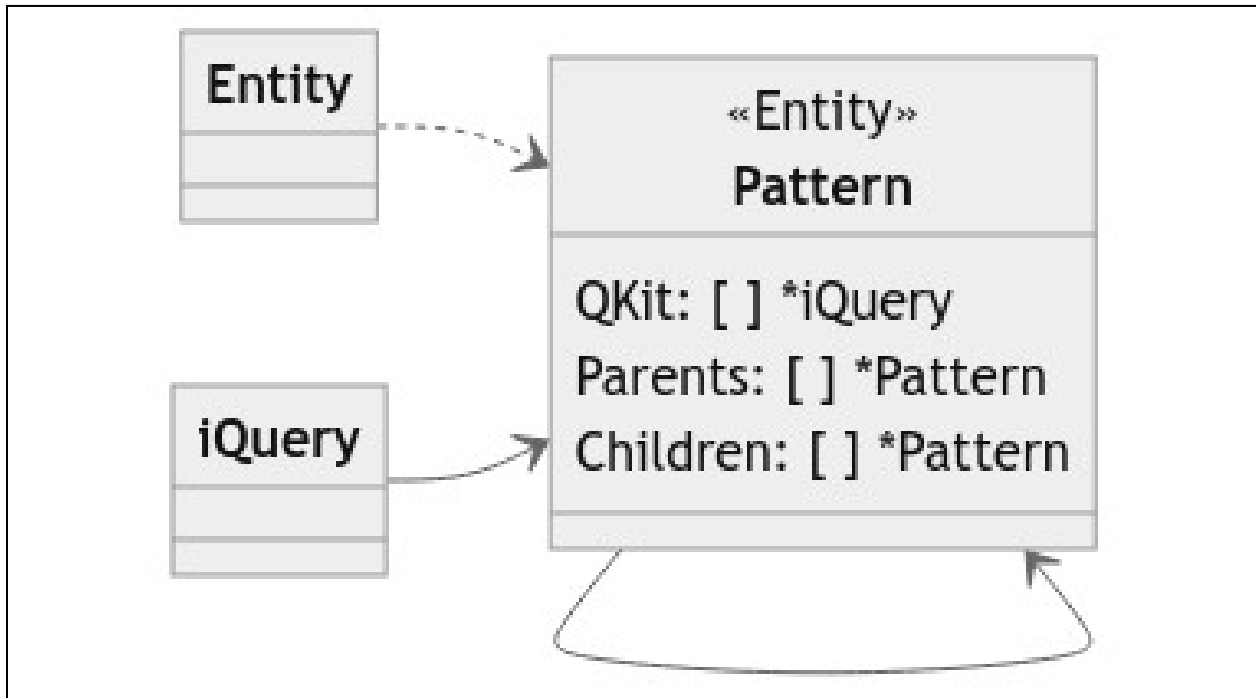 Entity
«Entity»
Pattern
QKit: [ ] *iQuery
Parents: [ ] *Pattern
Children: [ ] *Pattern
iQuery